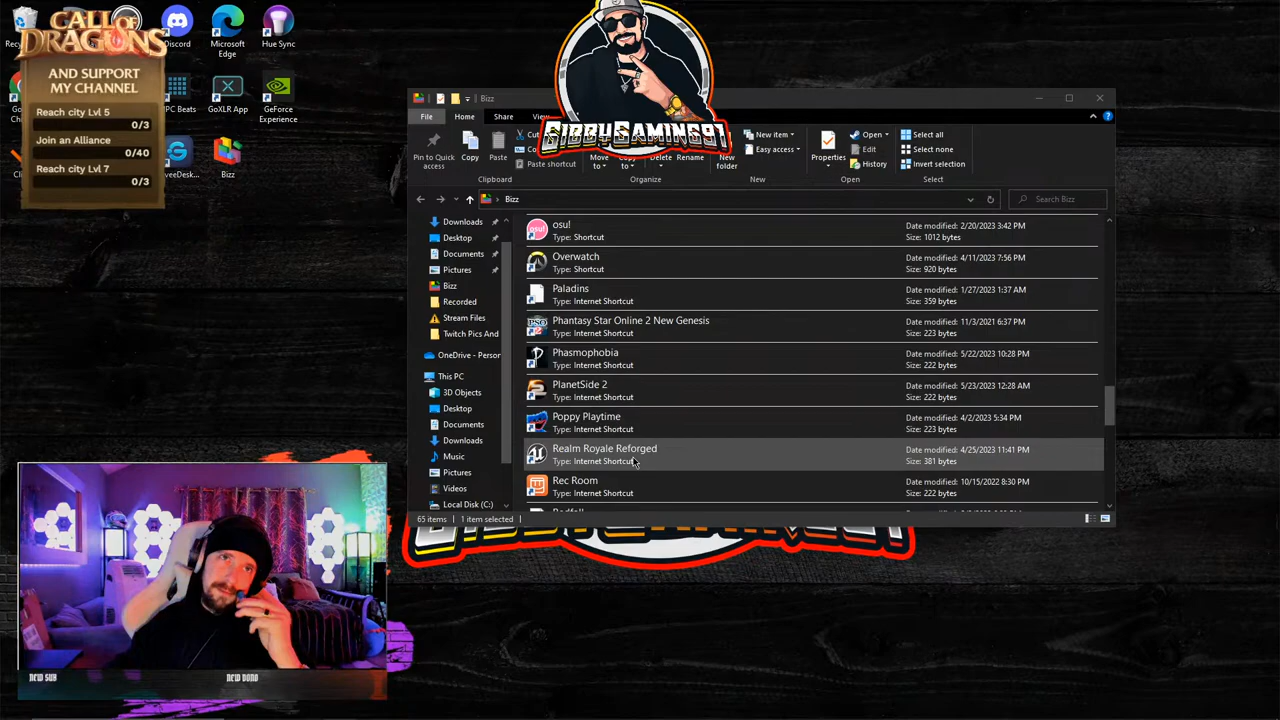 CALL OF
DRAGONS
AND SUPPORT
MY CHANNEL
Reach city Lvl 5
0/3
Join an Alliance
0/40
Reach city Lvl 7
0/3
Discord
Microsoft
Edge
Hue Sync
PC Beats
GoXLR App
GeForce
Experience
Bizz
GIBBYGAMING91
Bizz
File
Home
Share
Pin to Quick
access
Copy
Paste
Paste shortcut
Clipboard
Move
to
Delete
Rename
Organize
New
folder
New item
Easy access
New
Properties
Open
Edit
History
Open
Select all
Select none
Invert selection
Select
Bizz
Search Bizz
Downloads
Desktop
Documents
Pictures
Bizz
Recorded
Stream Files
Twitch Pics And
OneDrive - Person
This PC
3D Objects
Desktop
Documents
Downloads
Music
Pictures
Videos
Local Disk (C:)
osu!
Type: Shortcut
Date modified: 2/20/2023 3:42 PM
Size: 1012 bytes
Overwatch
Type: Shortcut
Date modified: 4/11/2023 7:56 PM
Size: 920 bytes
Paladins
Type: Internet Shortcut
Date modified: 1/27/2023 1:37 AM
Size: 359 bytes
Phantasy Star Online 2 New Genesis
Type: Internet Shortcut
Date modified: 11/3/2021 6:37 PM
Size: 223 bytes
Phasmophobia
Type: Internet Shortcut
Date modified: 5/22/2023 10:28 PM
Size: 222 bytes
PlanetSide 2
Type: Internet Shortcut
Date modified: 5/23/2023 12:28 AM
Size: 222 bytes
Poppy Playtime
Type: Internet Shortcut
Date modified: 4/2/2023 5:34 PM
Size: 223 bytes
Realm Royale Reforged
Type: Internet Shortcut
Date modified: 4/25/2023 11:41 PM
Size: 381 bytes
Rec Room
Type: Internet Shortcut
Date modified: 10/15/2022 8:30 PM
Size: 222 bytes
65 items
1 item selected